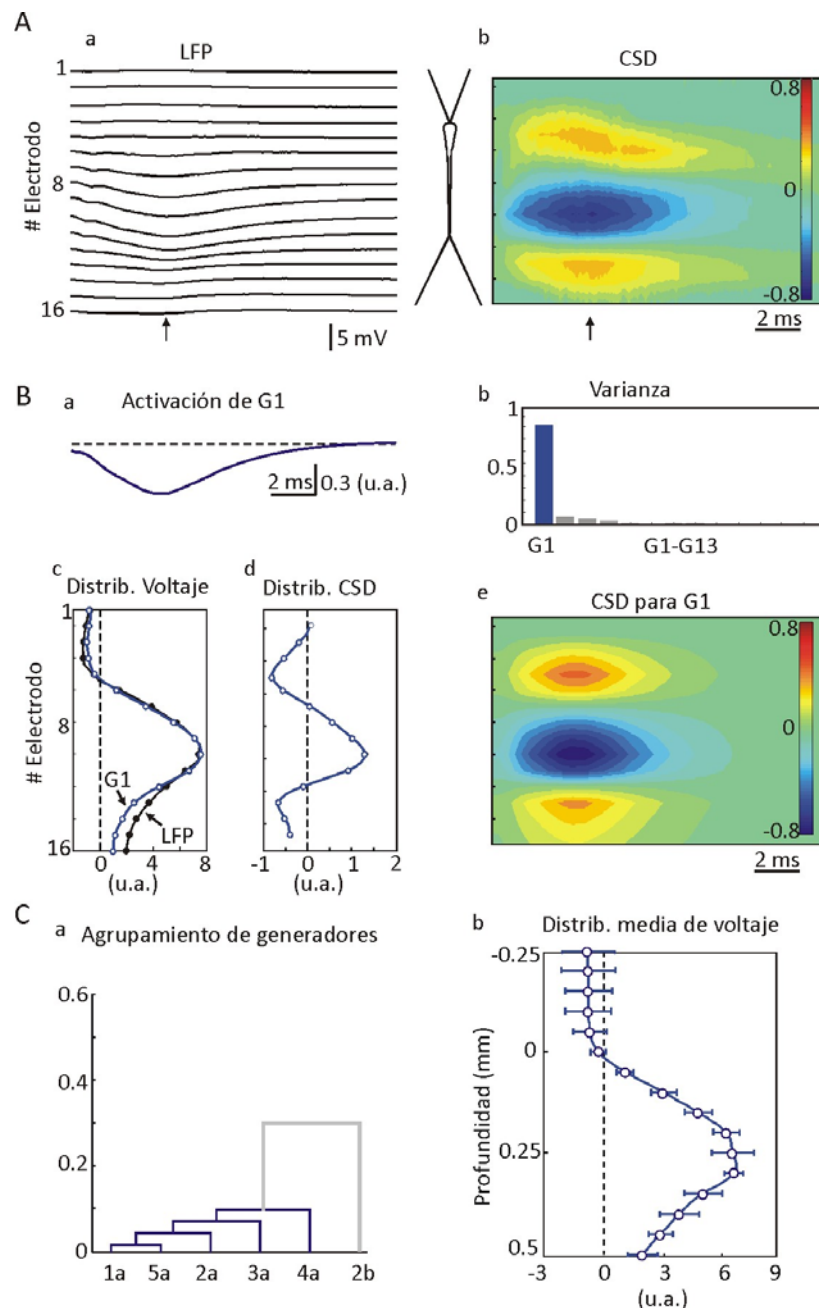 A
a
LFP
1
8
16
# Electrodo
5 mV
b
CSD
0.8
0
-0.8
2 ms
B
a
Activación de G1
2 ms
0.3 (u.a.)
b
Varianza
1
0.5
0
G1
G1-G13
c
Distrib. Voltaje
1
8
16
# Eelectrodo
G1
LFP
0 4 8
(u.a.)
d
Distrib. CSD
-1 0 1 2
(u.a.)
e
CSD para G1
0.8
0
-0.8
2 ms
C
a
Agrupamiento de generadores
0.6
0.4
0.2
0
1a 5a 2a 3a 4a 2b
b
Distrib. media de voltaje
-0.25
0
0.25
0.5
Profundidad (mm)
-3 0 3 6 9
(u.a.)